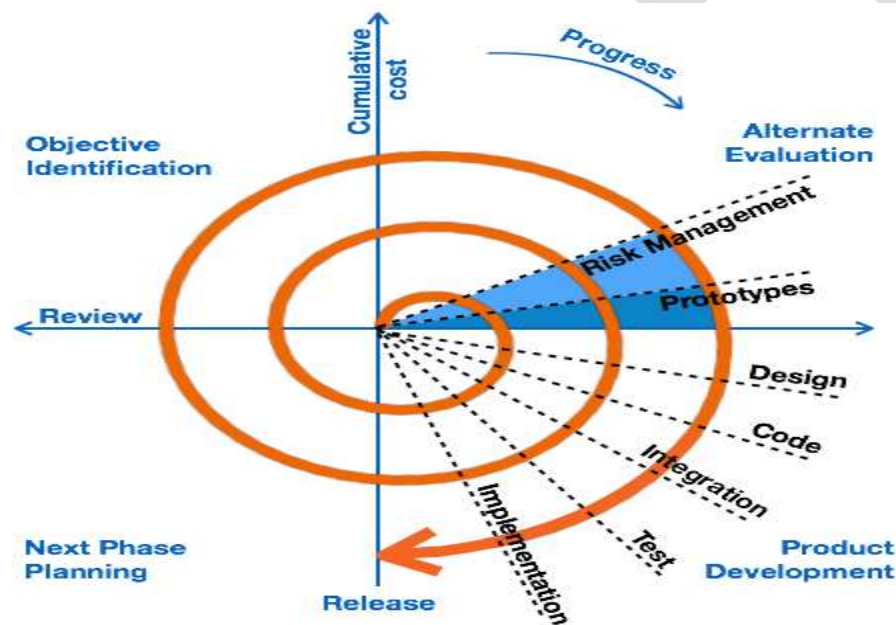 Cumulative
cost
Progress
Objective
Identification
Alternate
Evaluation
Risk Management
Prototypes
Review
Design
Code
Integration
Test
Implementation
Next Phase
Planning
Product
Development
Release